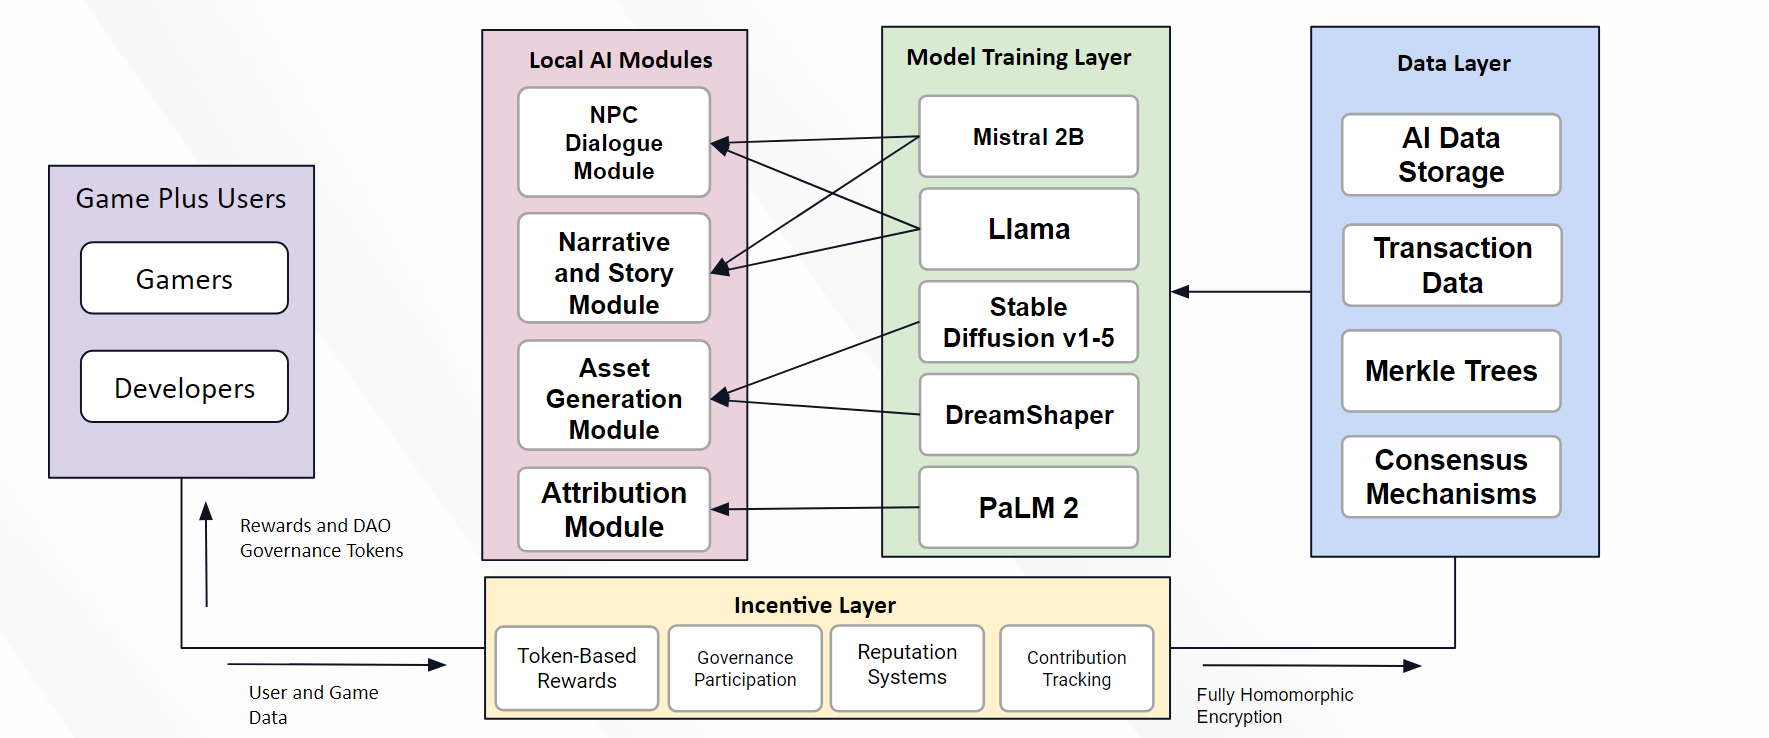 Game Plus Users
Gamers
Developers
Rewards and DAO
Governance Tokens
User and Game
Data
Local AI Modules
NPC
Dialogue
Module
Narrative
and Story
Module
Asset
Generation
Module
Attribution
Module
Model Training Layer
Mistral 2B
Llama
Stable
Diffusion v1-5
DreamShaper
PaLM 2
Data Layer
AI Data
Storage
Transaction
Data
Merkle Trees
Consensus
Mechanisms
Incentive Layer
Token-Based
Rewards
Governance
Participation
Reputation
Systems
Contribution
Tracking
Fully Homomorphic
Encryption